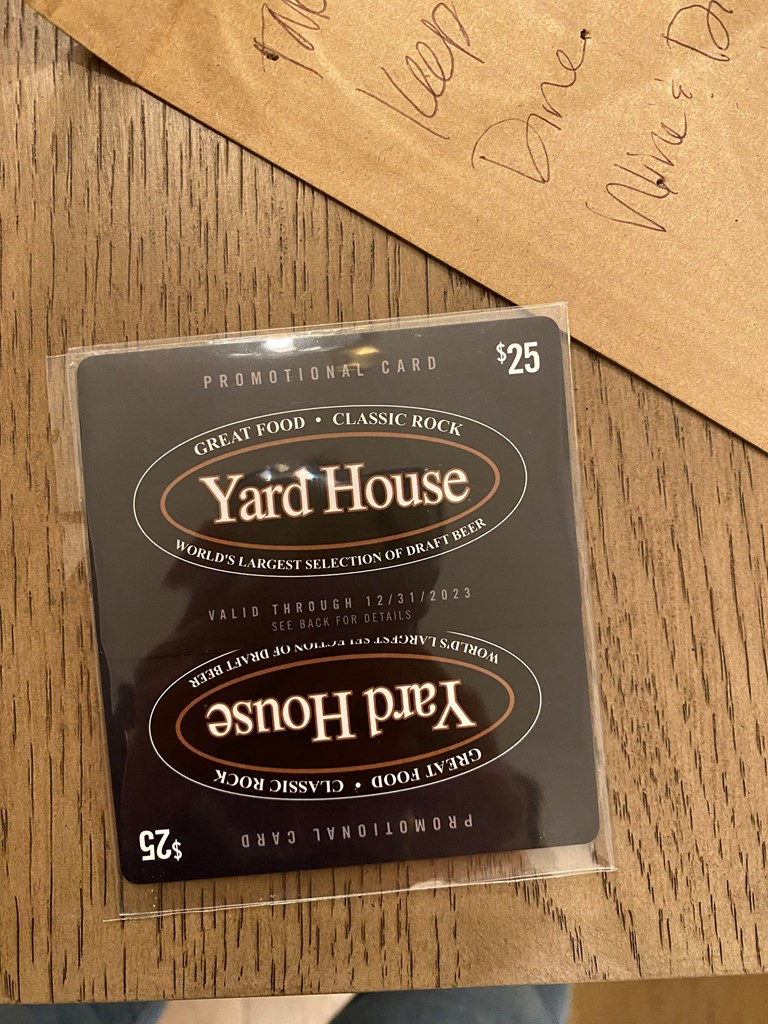 Keep
Dine.
Wine &
$25
PROMOTIONAL CARD
GREAT FOOD • CLASSIC ROCK
Yard House
WORLD'S LARGEST SELECTION OF DRAFT BEER
VALID THROUGH 12/31/2023
SEE BACK FOR DETAILS
WORLD'S LARGEST SELECTION OF DRAFT BEER
Yard House
GREAT FOOD • CLASSIC ROCK
PROMOTIONAL CARD
$25